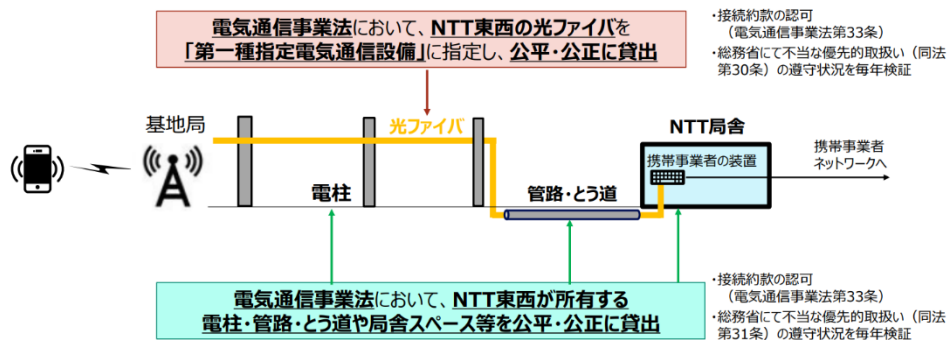 電気通信事業法において、NTT東西の光ファイバを
「第一種指定電気通信設備」に指定し、公平・公正に貸出
・接続約款の認可
（電気通信事業法第33条）
・総務省にて不当な優先的取扱い（同法
第30条）の遵守状況を毎年検証
基地局
光ファイバ
NTT局舎
携帯事業者の装置
携帯事業者
ネットワークへ
電柱
管路・とう道
電気通信事業法において、NTT東西が所有する
電柱・管路・とう道や局舎スペース等を公平・公正に貸出
・接続約款の認可
（電気通信事業法第33条）
・総務省にて不当な優先的取扱い（同法
第31条）の遵守状況を毎年検証